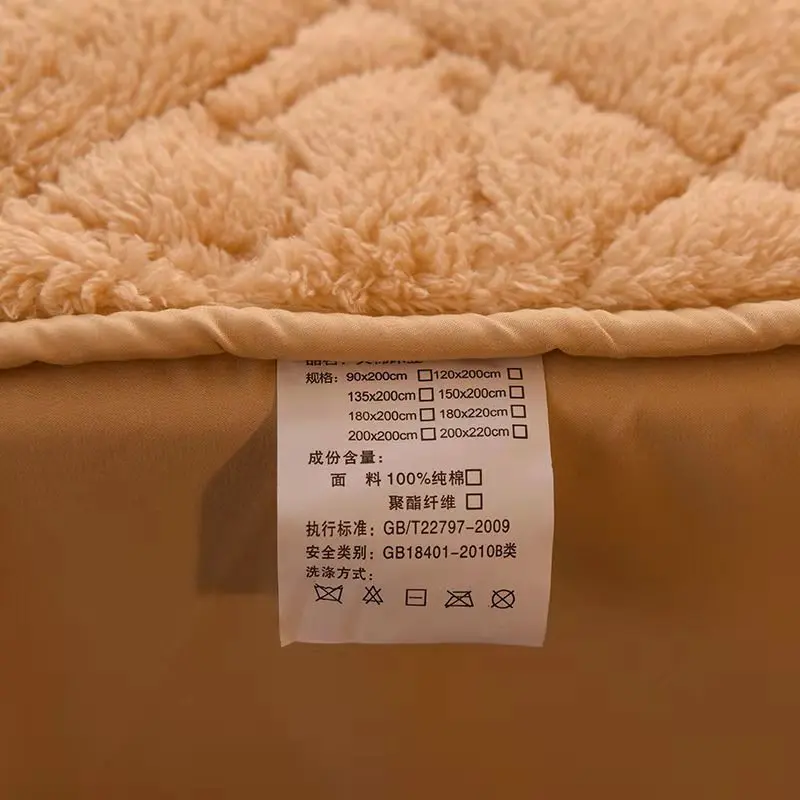 规格：90x200cm □ 120x200cm □
135x200cm □ 150x200cm □
180x200cm □ 180x220cm □
200x200cm □ 200x220cm □
成份含量：
面 料 100%纯棉 □
聚酯纤维 □
执行标准：GB/T22797-2009
安全类别：GB18401-2010B类
洗涤方式：